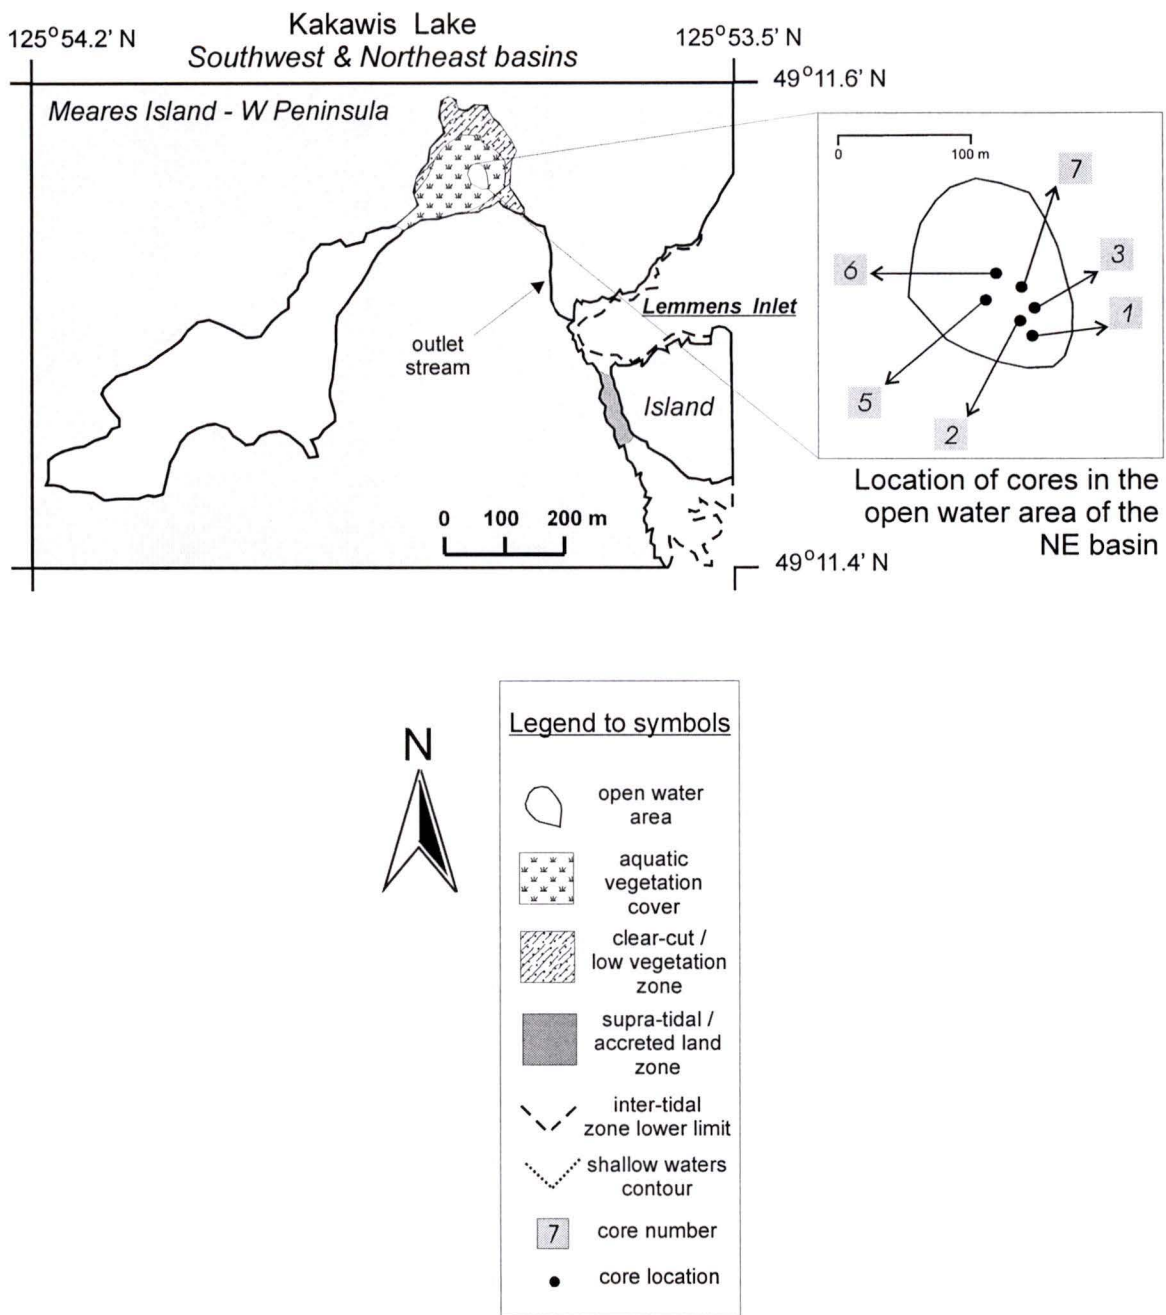 Kakawis Lake
Southwest & Northeast basins
125°54.2' N
125°53.5' N
49°11.6' N
Meares Island - W Peninsula
0 100 m
7
6
3
1
5
2
Lemmens Inlet
outlet
stream
Island
0 100 200 m
Location of cores in the
open water area of the
NE basin
49°11.4' N
N
Legend to symbols
open water
area
aquatic
vegetation
cover
clear-cut /
low vegetation
zone
supra-tidal /
accreted land
zone
inter-tidal
zone lower limit
shallow waters
contour
7 core number
core location